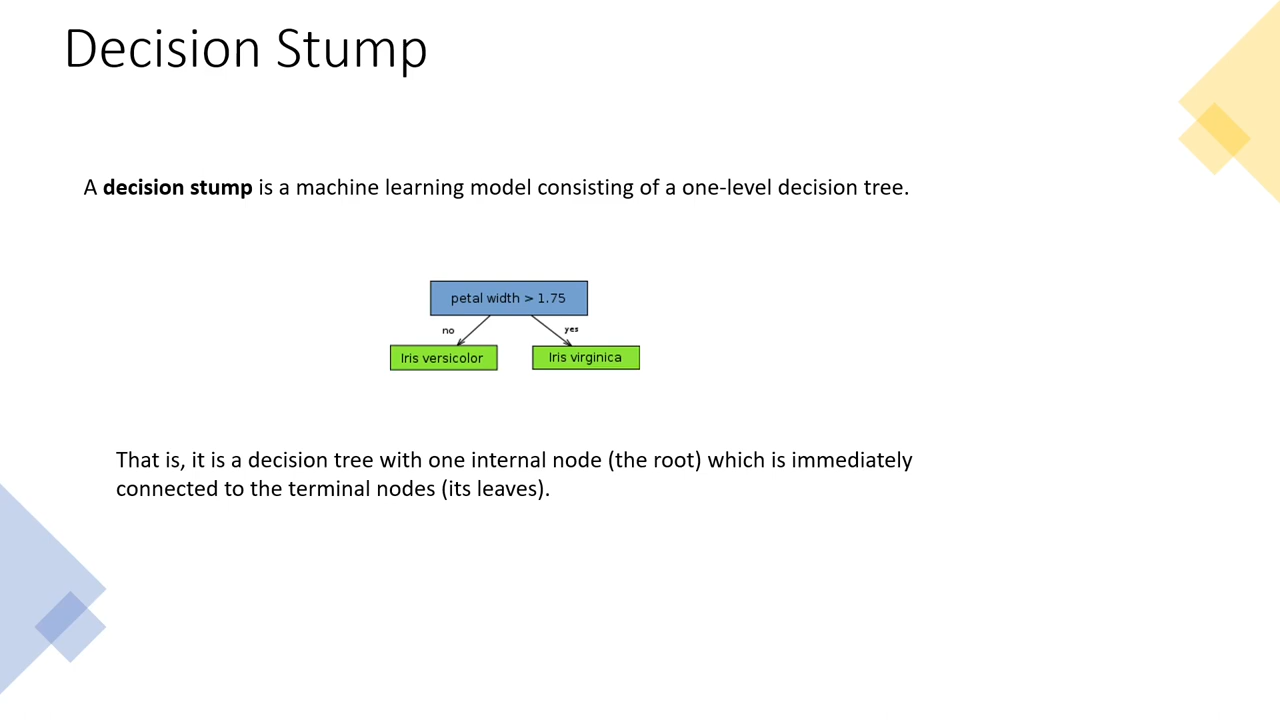 Decision Stump
A decision stump is a machine learning model consisting of a one-level decision tree.
petal width > 1.75
no
yes
Iris versicolor
Iris virginica
That is, it is a decision tree with one internal node (the root) which is immediately
connected to the terminal nodes (its leaves).